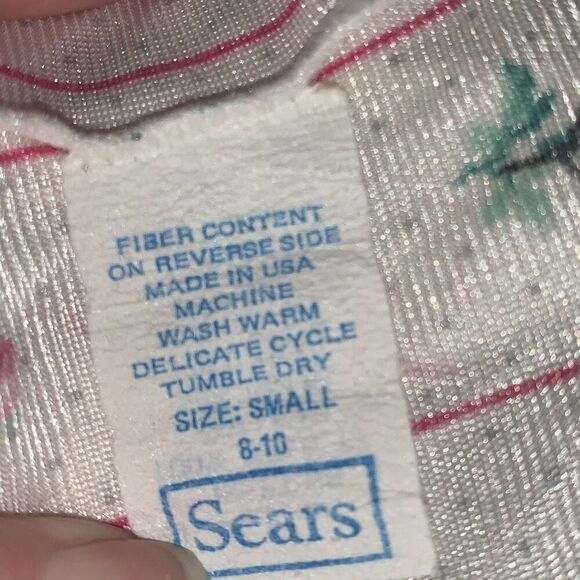 FIBER CONTENT
ON REVERSE SIDE
MADE IN USA
MACHINE
WASH WARM
DELICATE CYCLE
TUMBLE DRY
SIZE: SMALL
8-10
Sears